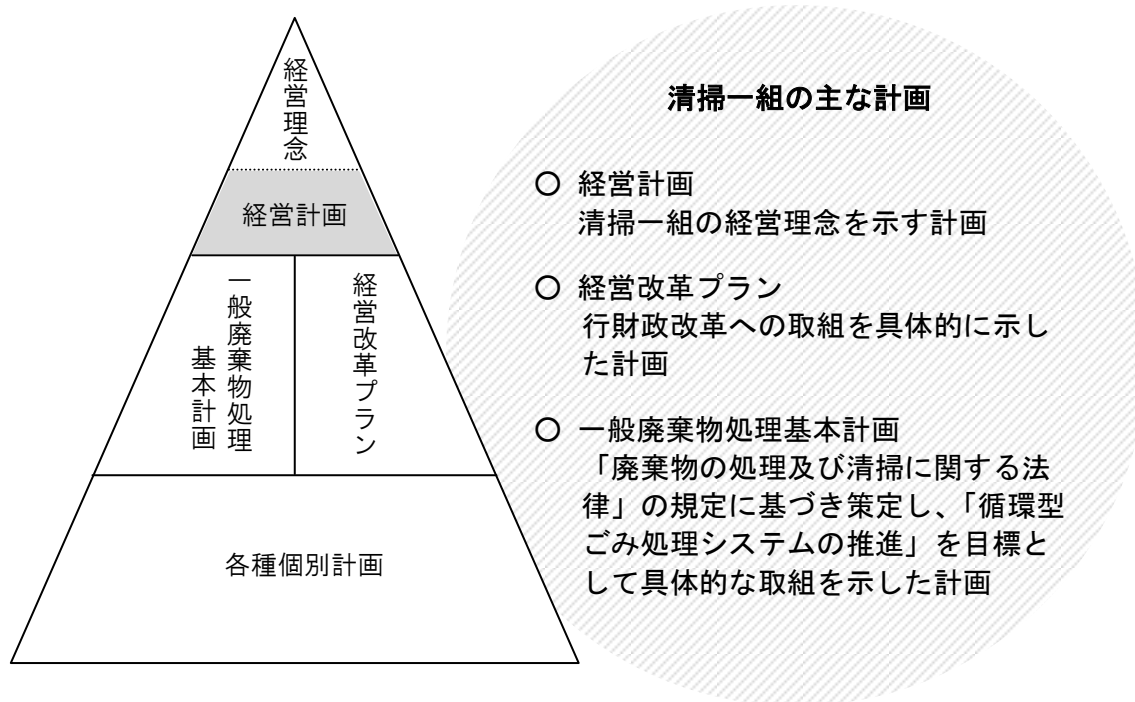 経営理念
経営計画
一般廃棄物処理
基本計画
経営改革プラン
各種個別計画
清掃一組の主な計画
○ 経営計画
清掃一組の経営理念を示す計画
○ 経営改革プラン
行財政改革への取組を具体的に示し
た計画
○ 一般廃棄物処理基本計画
「廃棄物の処理及び清掃に関する法
律」の規定に基づき策定し、「循環型
ごみ処理システムの推進」を目標と
して具体的な取組を示した計画